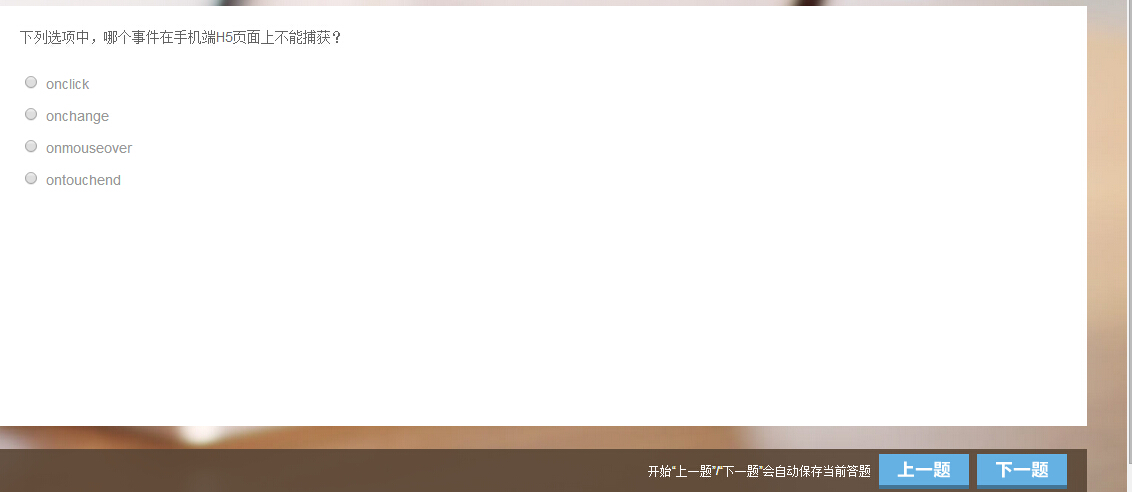 下列选项中，哪个事件在手机端H5页面上不能捕获？
onclick
onchange
onmouseover
ontouchend
开始"上一题"/"下一题"会自动保存当前答题 上一题 下一题